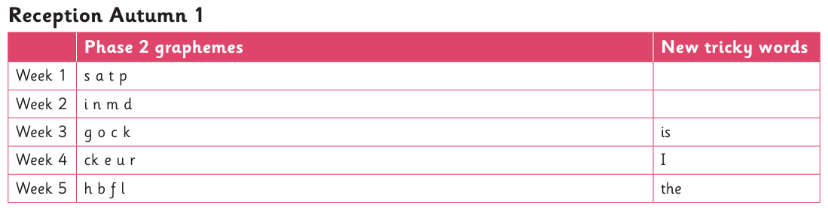 Reception Autumn 1
Phase 2 graphemes New tricky words
Week 1 s a t p
Week 2 i n m d
Week 3 g o c k is
Week 4 ck e u r I
Week 5 h b f l the